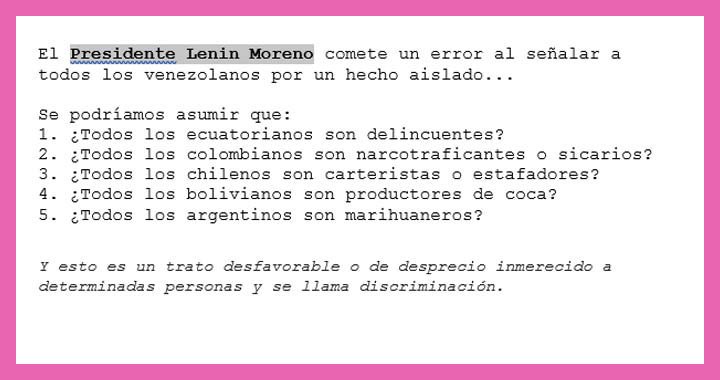 El Presidente Lenin Moreno comete un error al señalar a
todos los venezolanos por un hecho aislado...
Se podríamos asumir que:
1. ¿Todos los ecuatorianos son delincuentes?
2. ¿Todos los colombianos son narcotraficantes o sicarios?
3. ¿Todos los chilenos son carteristas o estafadores?
4. ¿Todos los bolivianos son productores de coca?
5. ¿Todos los argentinos son marihuaneros?
Y esto es un trato desfavorable o de desprecio inmerecido a
determinadas personas y se llama discriminación.